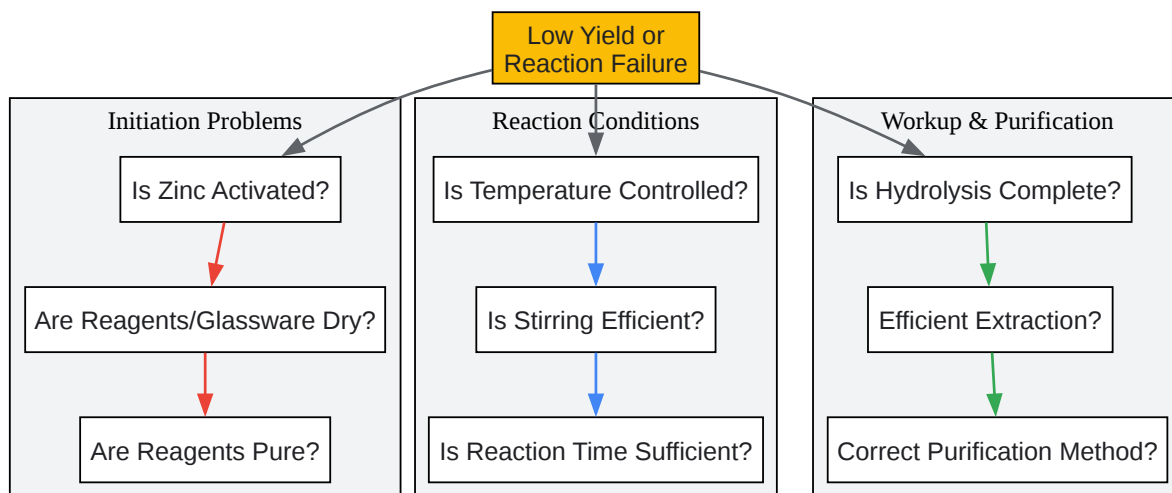 Low Yield or
Reaction Failure
Initiation Problems
Is Zinc Activated?
Are Reagents/Glassware Dry?
Are Reagents Pure?
Reaction Conditions
Is Temperature Controlled?
Is Stirring Efficient?
Is Reaction Time Sufficient?
Workup & Purification
Is Hydrolysis Complete?
Efficient Extraction?
Correct Purification Method?